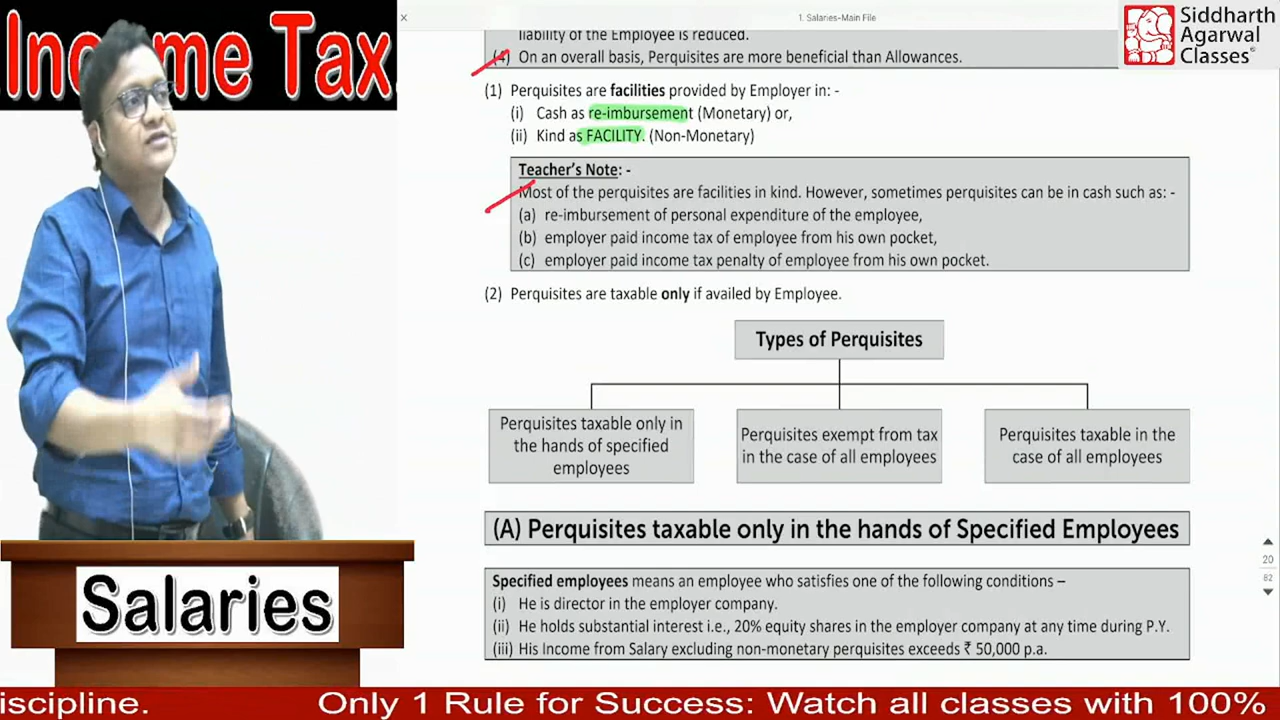 Income Tax
1. Salaries-Main File
Siddharth
Agarwal
Classes
liability of the Employee is reduced.
(4) On an overall basis, Perquisites are more beneficial than Allowances.
(1) Perquisites are facilities provided by Employer in: -
(i) Cash as re-imbursement (Monetary) or,
(ii) Kind as FACILITY. (Non-Monetary)
Teacher's Note: -
Most of the perquisites are facilities in kind. However, sometimes perquisites can be in cash such as: -
(a) re-imbursement of personal expenditure of the employee,
(b) employer paid income tax of employee from his own pocket,
(c) employer paid income tax penalty of employee from his own pocket.
(2) Perquisites are taxable only if availed by Employee.
Types of Perquisites
Perquisites taxable only in
the hands of specified
employees
Perquisites exempt from tax
in the case of all employees
Perquisites taxable in the
case of all employees
(A) Perquisites taxable only in the hands of Specified Employees
Specified employees means an employee who satisfies one of the following conditions –
(i) He is director in the employer company.
(ii) He holds substantial interest i.e., 20% equity shares in the employer company at any time during P.Y.
(iii) His Income from Salary excluding non-monetary perquisites exceeds ₹ 50,000 p.a.
20
82
Salaries
iscipline. Only 1 Rule for Success: Watch all classes with 100%